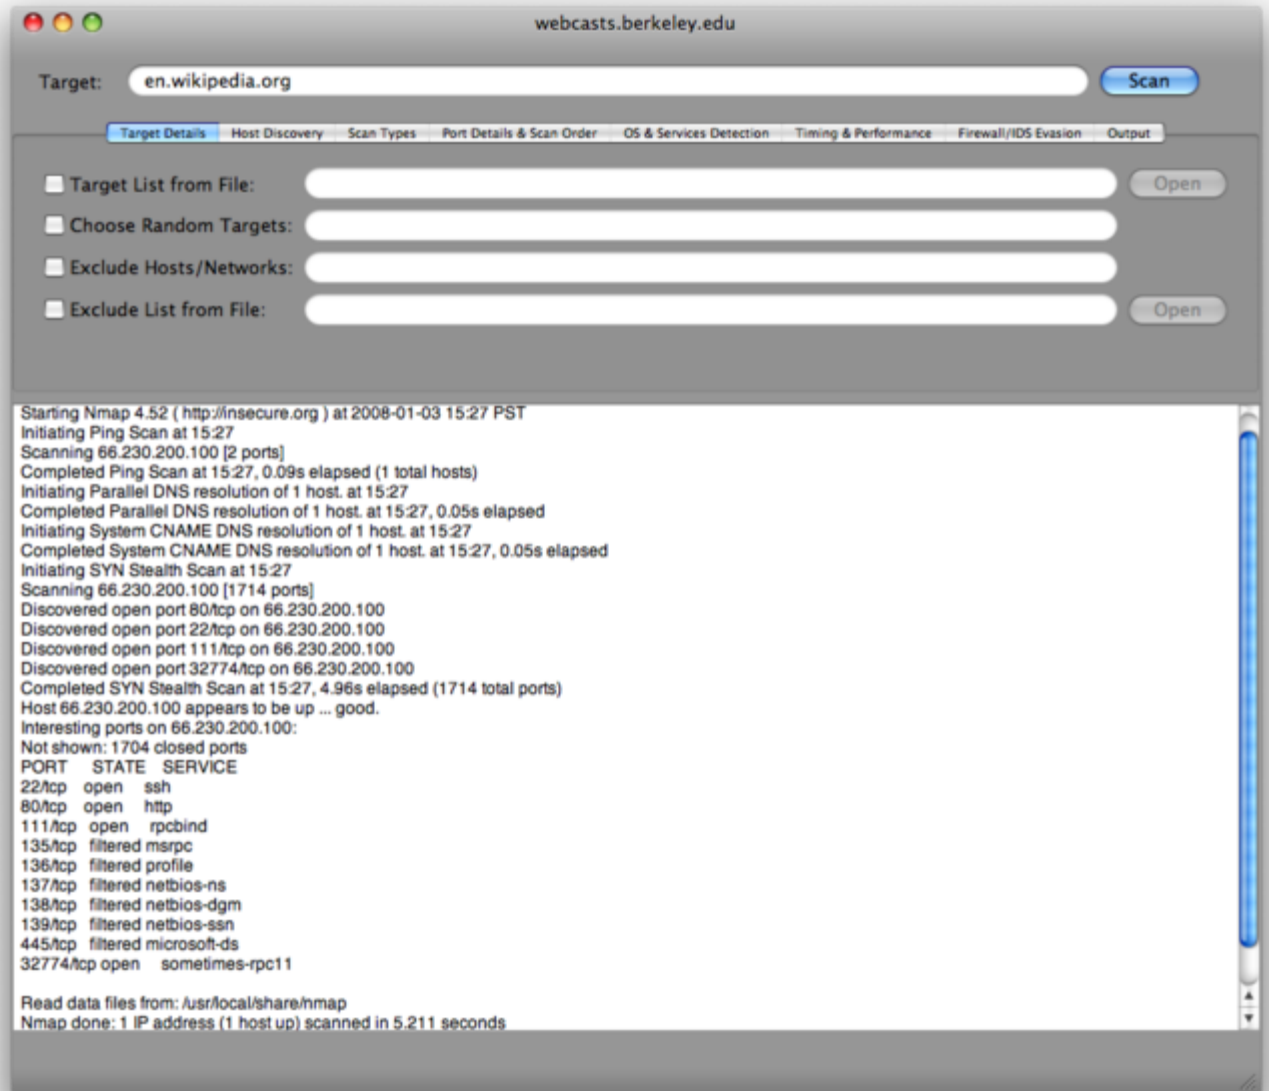 webcasts.berkeley.edu
Target: en.wikipedia.org Scan
Target Details Host Discovery Scan Types Port Details & Scan Order OS & Services Detection Timing & Performance Firewall/IDS Evasion Output
Target List from File: Open
Choose Random Targets:
Exclude Hosts/Networks:
Exclude List from File: Open
Starting Nmap 4.52 ( http://insecure.org ) at 2008-01-03 15:27 PST
Initiating Ping Scan at 15:27
Scanning 66.230.200.100 [2 ports]
Completed Ping Scan at 15:27, 0.09s elapsed (1 total hosts)
Initiating Parallel DNS resolution of 1 host. at 15:27
Completed Parallel DNS resolution of 1 host. at 15:27, 0.05s elapsed
Initiating System CNAME DNS resolution of 1 host. at 15:27
Completed System CNAME DNS resolution of 1 host. at 15:27, 0.05s elapsed
Initiating SYN Stealth Scan at 15:27
Scanning 66.230.200.100 [1714 ports]
Discovered open port 80/tcp on 66.230.200.100
Discovered open port 22/tcp on 66.230.200.100
Discovered open port 111/tcp on 66.230.200.100
Discovered open port 32774/tcp on 66.230.200.100
Completed SYN Stealth Scan at 15:27, 4.96s elapsed (1714 total ports)
Host 66.230.200.100 appears to be up ... good.
Interesting ports on 66.230.200.100:
Not shown: 1704 closed ports
PORT STATE SERVICE
22/tcp open ssh
80/tcp open http
111/tcp open rpcbind
135/tcp filtered msrpc
136/tcp filtered profile
137/tcp filtered netbios-ns
138/tcp filtered netbios-dgm
139/tcp filtered netbios-ssn
445/tcp filtered microsoft-ds
32774/tcp open sometimes-rpc11
Read data files from: /usr/local/share/nmap
Nmap done: 1 IP address (1 host up) scanned in 5.211 seconds